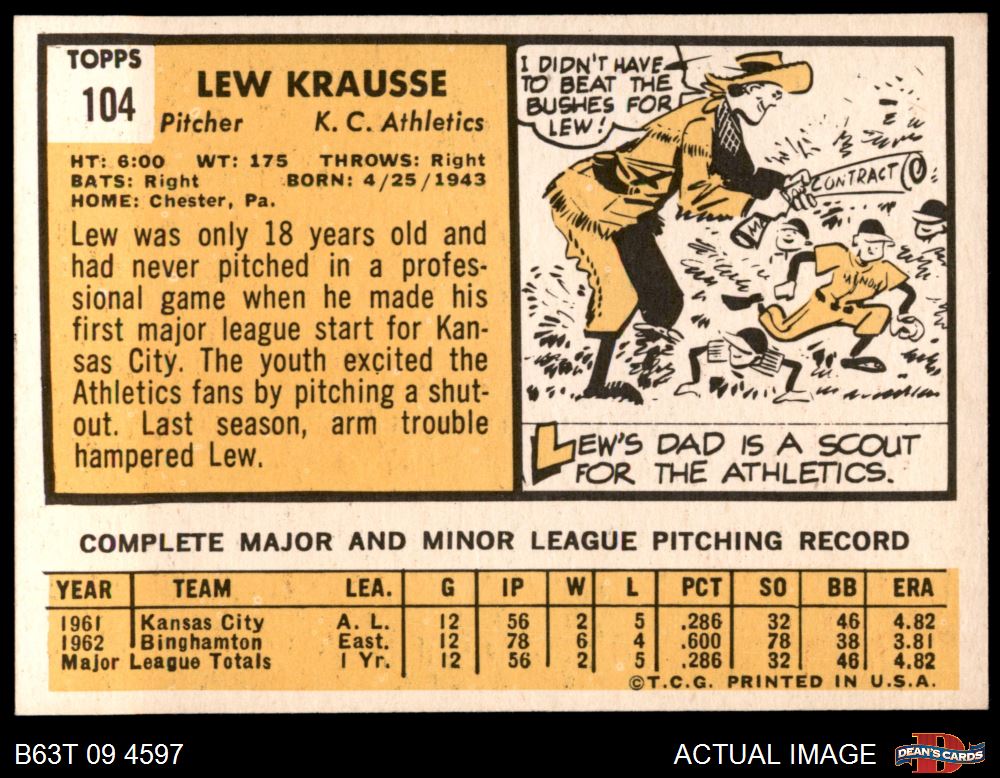 TOPPS
104
LEW KRAUSSE
Pitcher K. C. Athletics
HT: 6:00 WT: 175 THROWS: Right
BATS: Right BORN: 4/25/1943
HOME: Chester, Pa.
Lew was only 18 years old and
had never pitched in a profes-
sional game when he made his
first major league start for Kan-
sas City. The youth excited the
Athletics fans by pitching a shut-
out. Last season, arm trouble
hampered Lew.
I DIDN'T HAVE
TO BEAT THE
BUSHES FOR
LEW!
CONTRACT
LEW'S DAD IS A SCOUT
FOR THE ATHLETICS.
COMPLETE MAJOR AND MINOR LEAGUE PITCHING RECORD
YEAR TEAM LEA. G IP W L PCT SO BB ERA
1961 Kansas City A. L. 12 56 2 5 .286 32 46 4.82
1962 Binghamton East. 12 78 6 4 .600 78 38 3.81
Major League Totals 1 Yr. 12 56 2 5 .286 32 46 4.82
©T.C.G. PRINTED IN U.S.A.
B63T 09 4597 ACTUAL IMAGE
DEAN'S CARDS